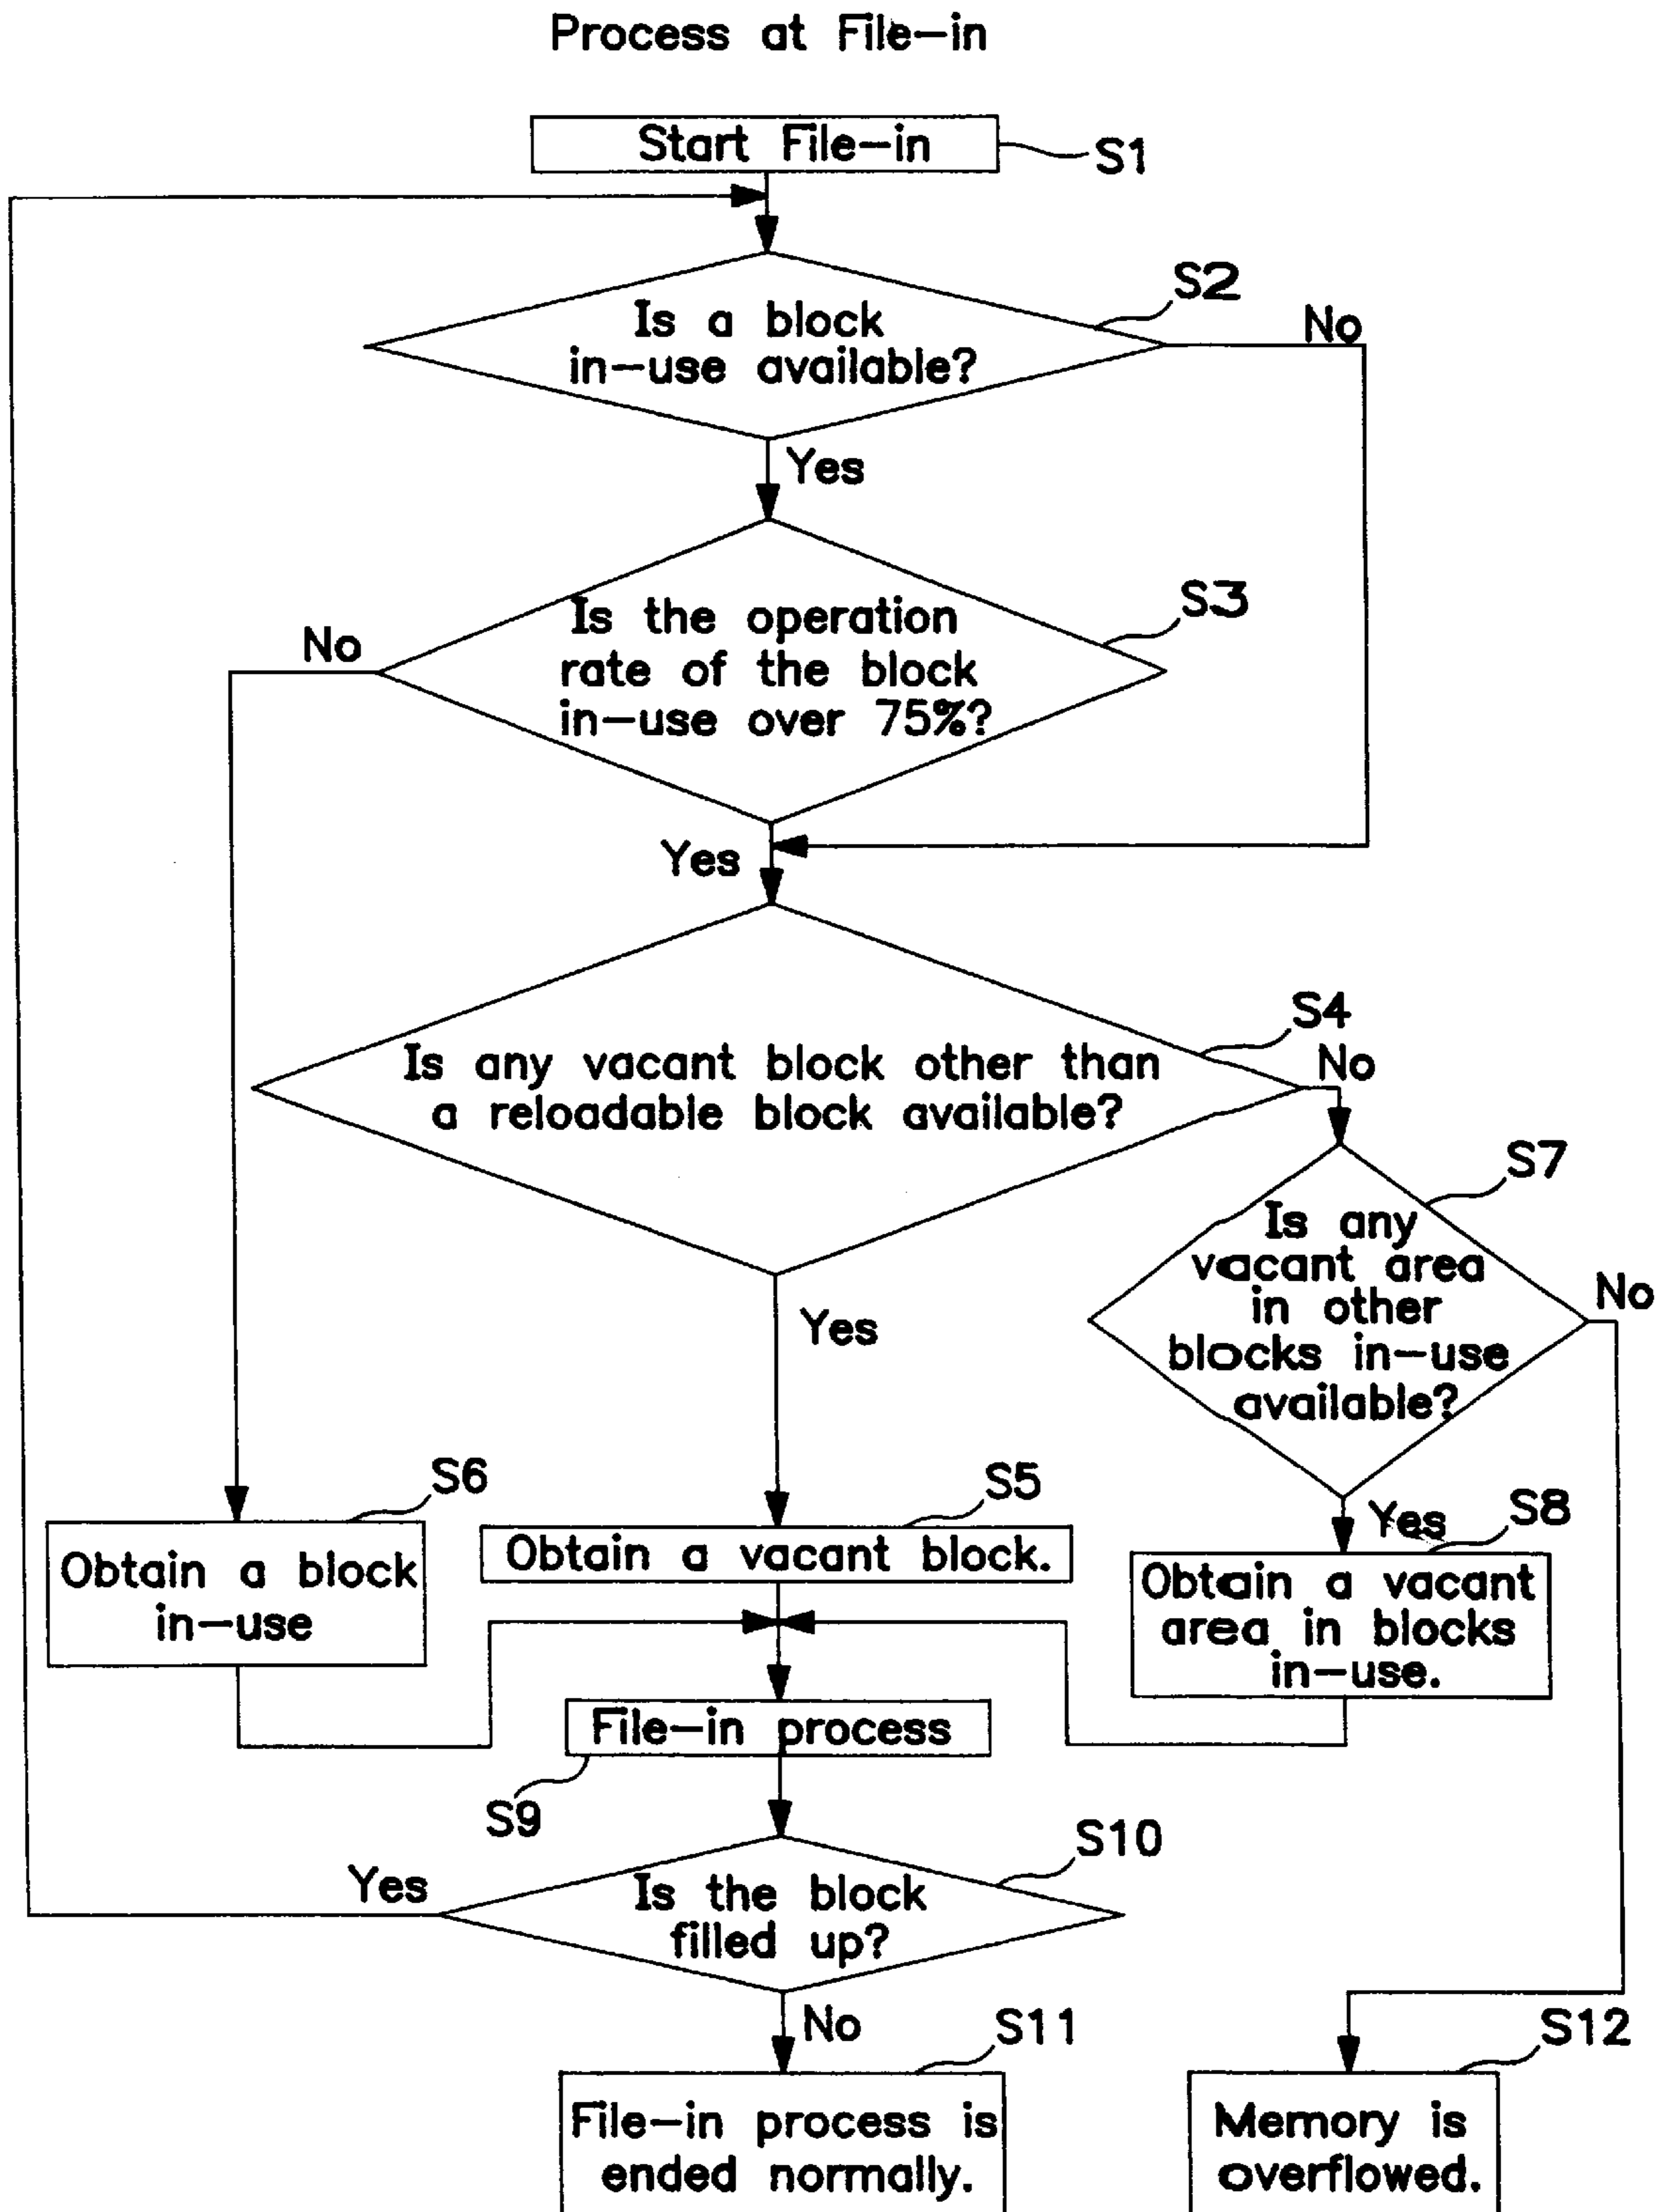 Process at File-in
Start File-in
S1
Is a block
in-use available?
S2
No
Yes
Is the operation
rate of the block
in-use over 75%?
S3
No
Yes
Is any vacant block other than
a reloadable block available?
S4
No
Yes
Is any
vacant area
in other
blocks in-use
available?
S7
No
Yes
S6
Obtain a block
in-use
S5
Obtain a vacant block.
S8
Obtain a vacant
area in blocks
in-use.
File-in process
S9
Is the block
filled up?
S10
Yes
No
S11
File-in process is
ended normally.
S12
Memory is
overflowed.